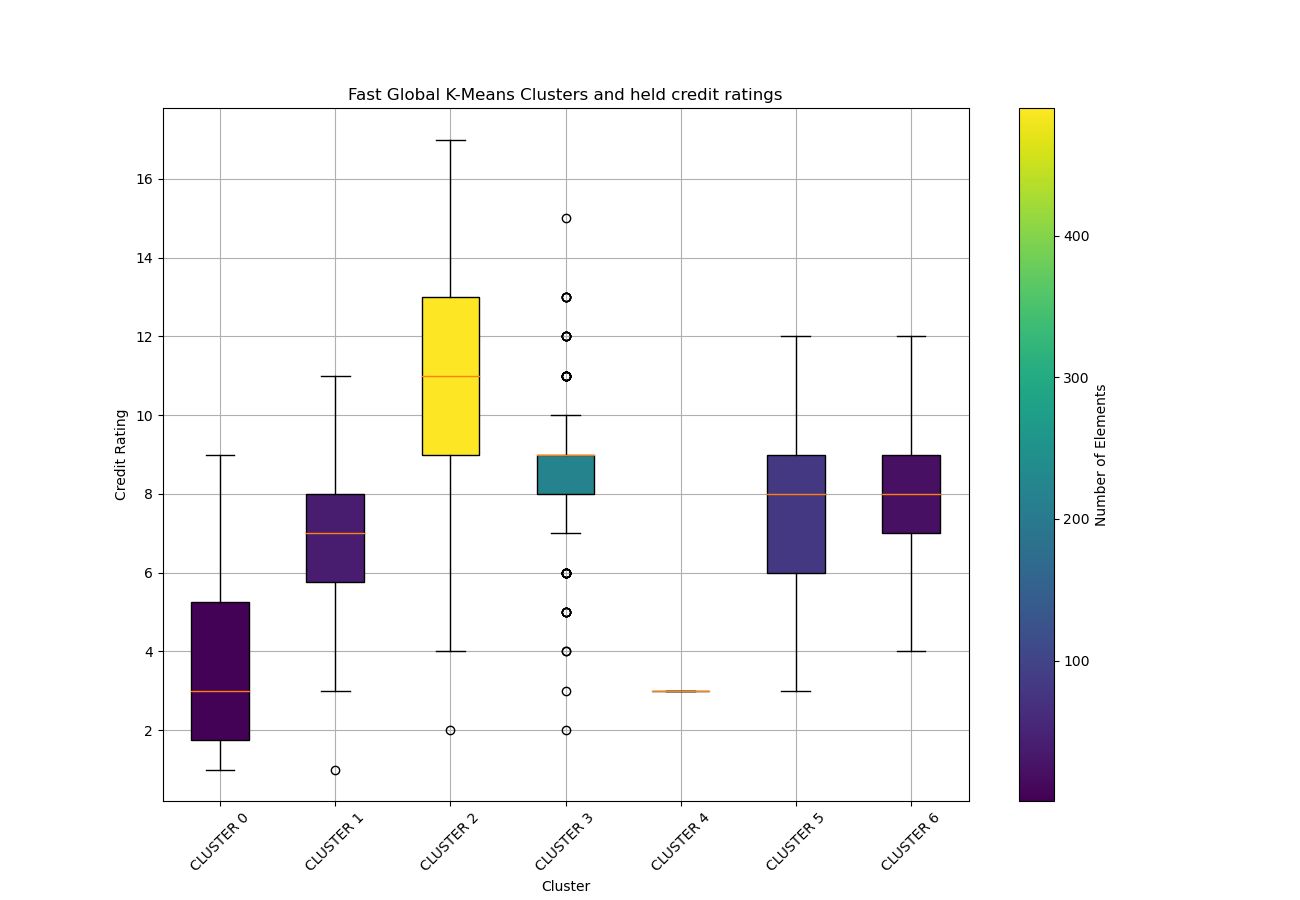 Fast Global K-Means Clusters and held credit ratings
Credit Rating
16
14
12
10
8
6
4
2
CLUSTER 0
CLUSTER 1
CLUSTER 2
CLUSTER 3
CLUSTER 4
CLUSTER 5
CLUSTER 6
Cluster
400
300
200
100
Number of Elements